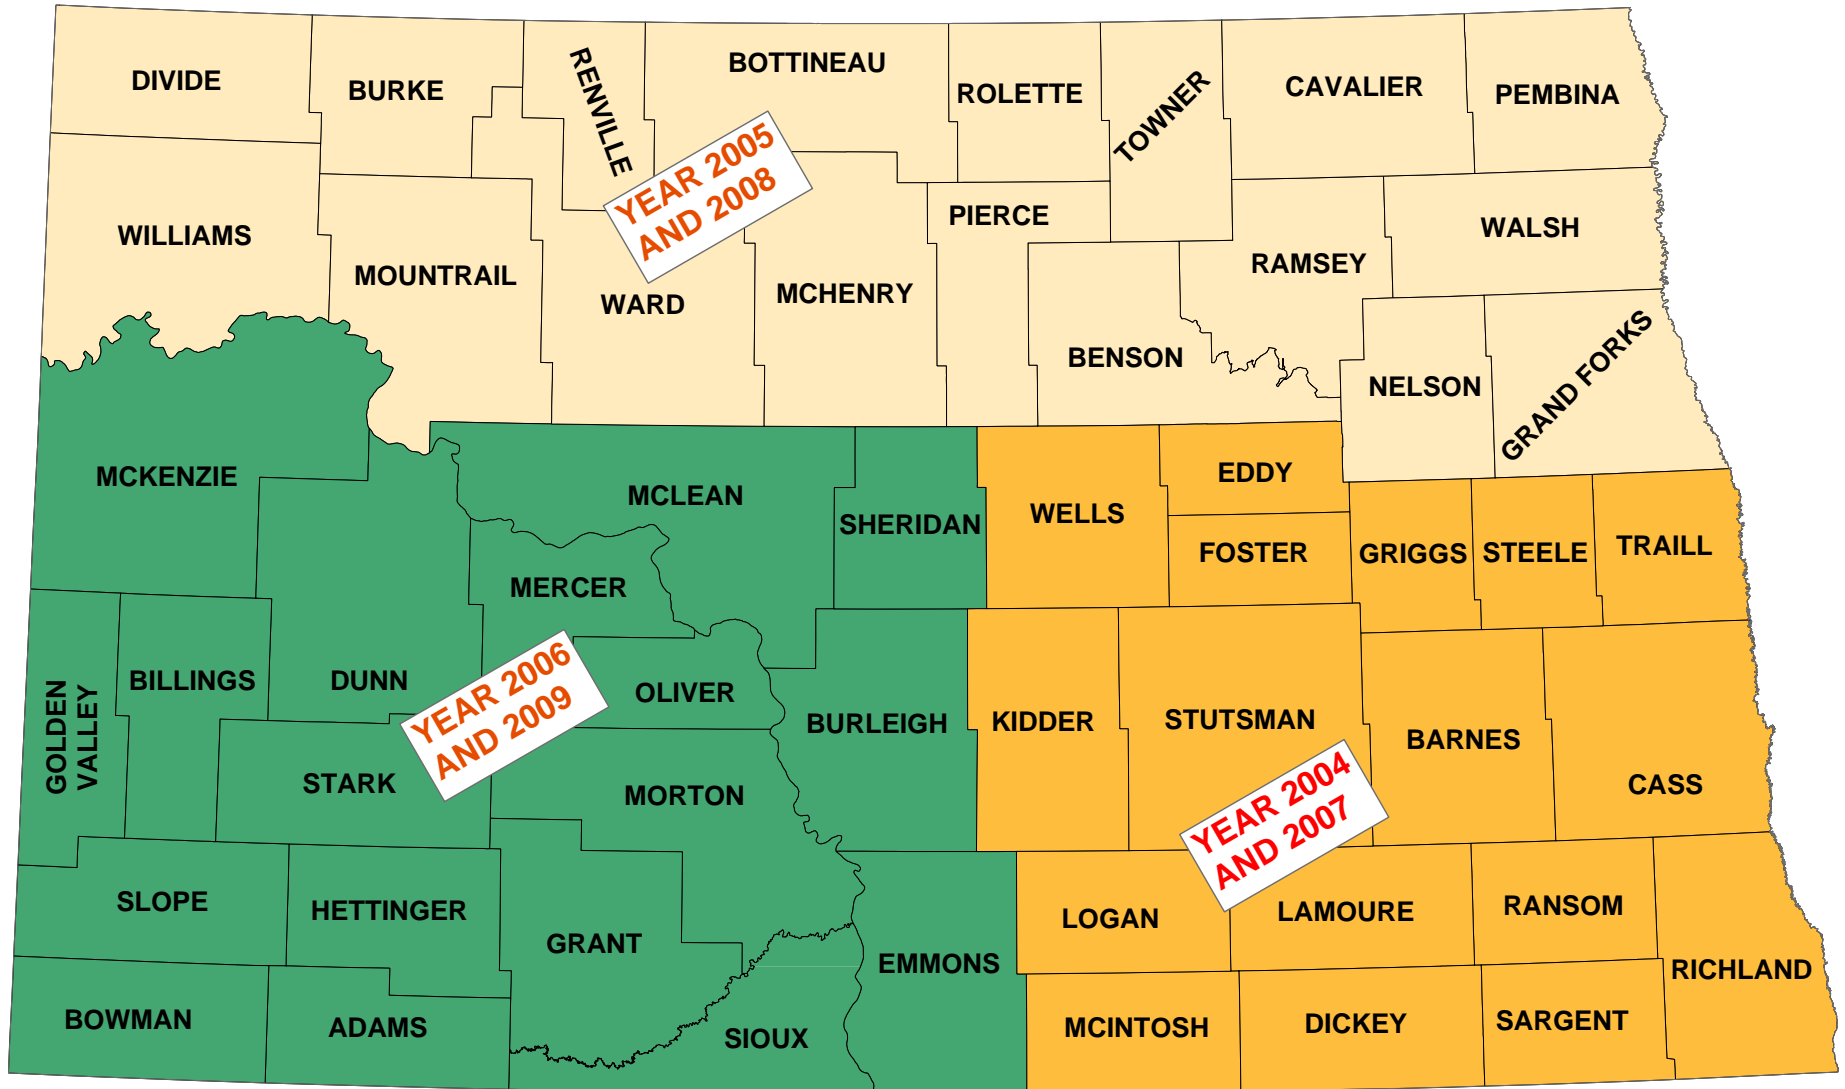 DIVIDE
BURKE
RENVILLE
BOTTINEAU
ROLETTE
TOWNER
CAVALIER
PEMBINA
YEAR 2005
AND 2008
WILLIAMS
MOUNTRAIL
WARD
MCHENRY
PIERCE
BENSON
RAMSEY
WALSH
NELSON
GRAND FORKS
MCKENZIE
MCLEAN
SHERIDAN
WELLS
EDDY
FOSTER
GRIGGS
STEELE
TRAILL
MERCER
GOLDEN
VALLEY
BILLINGS
DUNN
YEAR 2006
AND 2009
OLIVER
BURLEIGH
KIDDER
STUTSMAN
BARNES
CASS
STARK
MORTON
YEAR 2004
AND 2007
SLOPE
HETTINGER
GRANT
EMMONS
LOGAN
LAMOURE
RANSOM
RICHLAND
BOWMAN
ADAMS
SIOUX
MCINTOSH
DICKEY
SARGENT